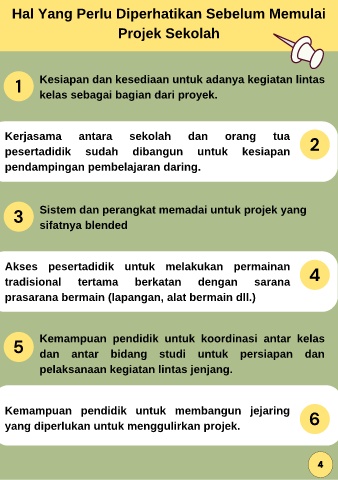 Hal Yang Perlu Diperhatikan Sebelum Memulai
Projek Sekolah
1
Kesiapan dan kesediaan untuk adanya kegiatan lintas
kelas sebagai bagian dari proyek.
Kerjasama antara sekolah dan orang tua
pesertadidik sudah dibangun untuk kesiapan
pendampingan pembelajaran daring.
2
3
Sistem dan perangkat memadai untuk projek yang
sifatnya blended
Akses pesertadidik untuk melakukan permainan
tradisional tertama berkatan dengan sarana
prasarana bermain (lapangan, alat bermain dll.)
4
5
Kemampuan pendidik untuk koordinasi antar kelas
dan antar bidang studi untuk persiapan dan
pelaksanaan kegiatan lintas jenjang.
Kemampuan pendidik untuk membangun jejaring
yang diperlukan untuk menggulirkan projek.
6
4